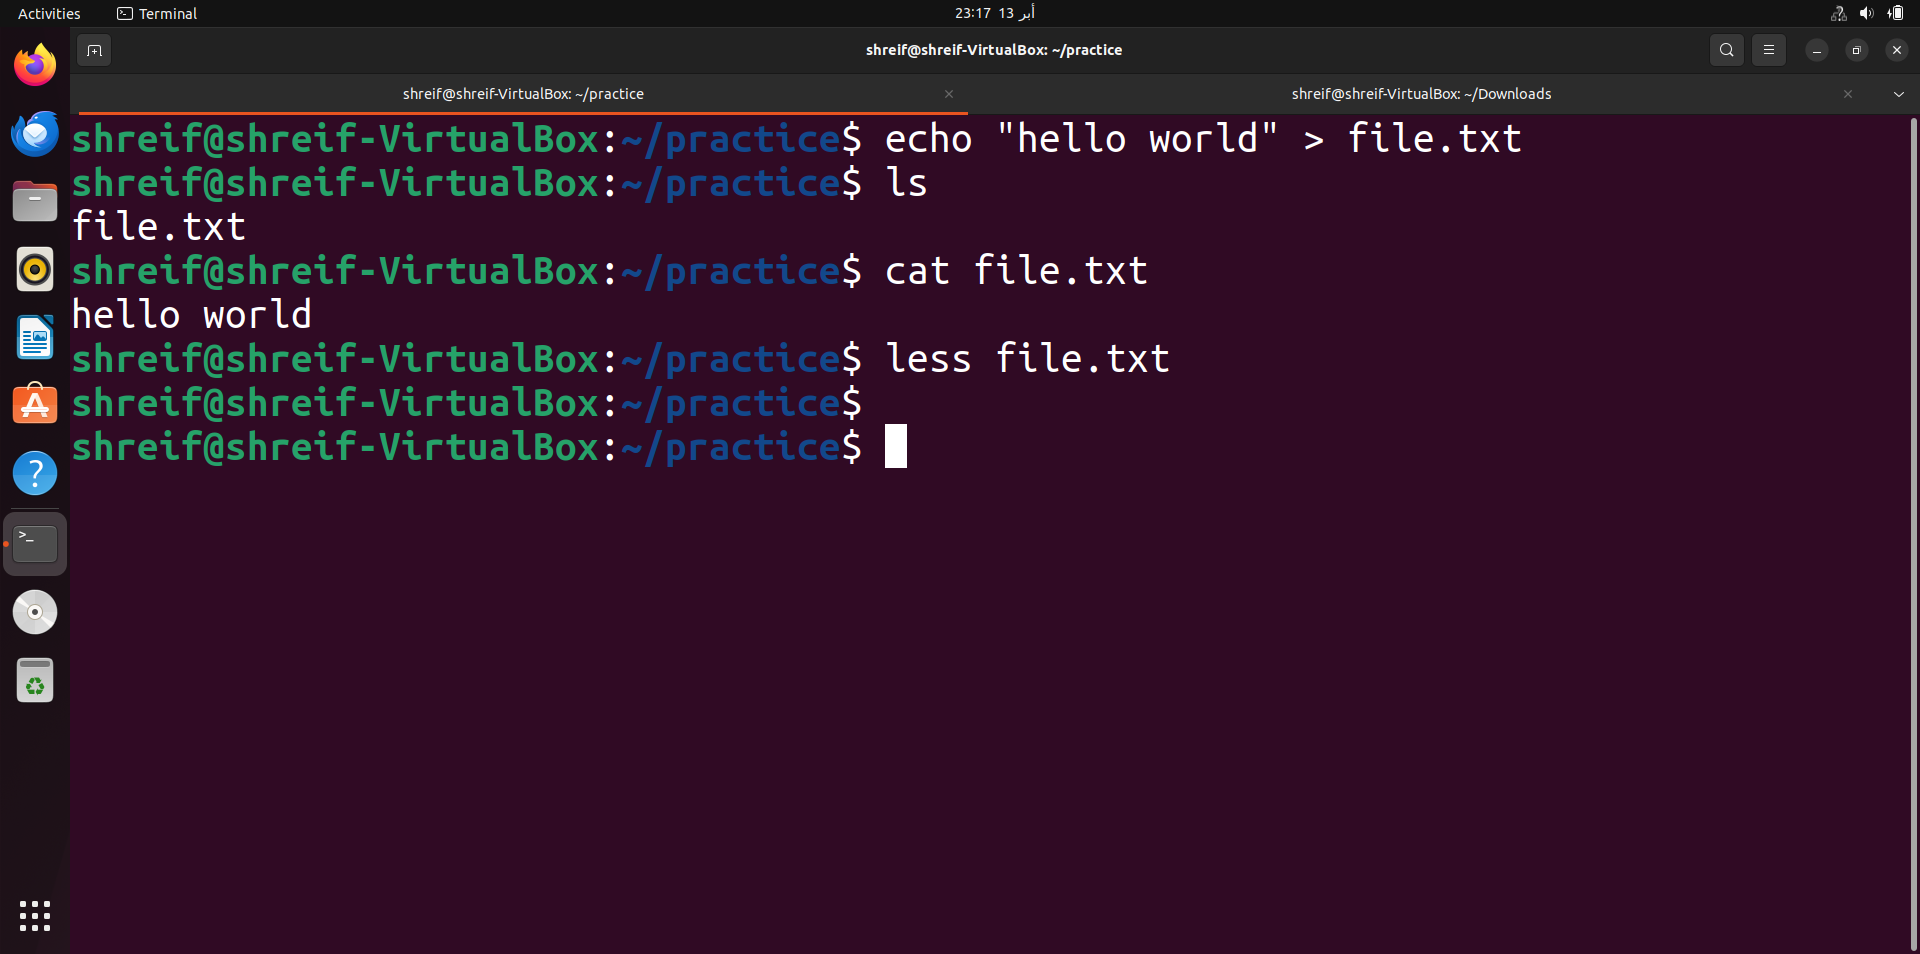 Activities Terminal 23:17 13 أبر
shreif@shreif-VirtualBox: ~/practice
shreif@shreif-VirtualBox: ~/practice shreif@shreif-VirtualBox: ~/Downloads
shreif@shreif-VirtualBox:~/practice$ echo "hello world" > file.txt
shreif@shreif-VirtualBox:~/practice$ ls
file.txt
shreif@shreif-VirtualBox:~/practice$ cat file.txt
hello world
shreif@shreif-VirtualBox:~/practice$ less file.txt
shreif@shreif-VirtualBox:~/practice$
shreif@shreif-VirtualBox:~/practice$